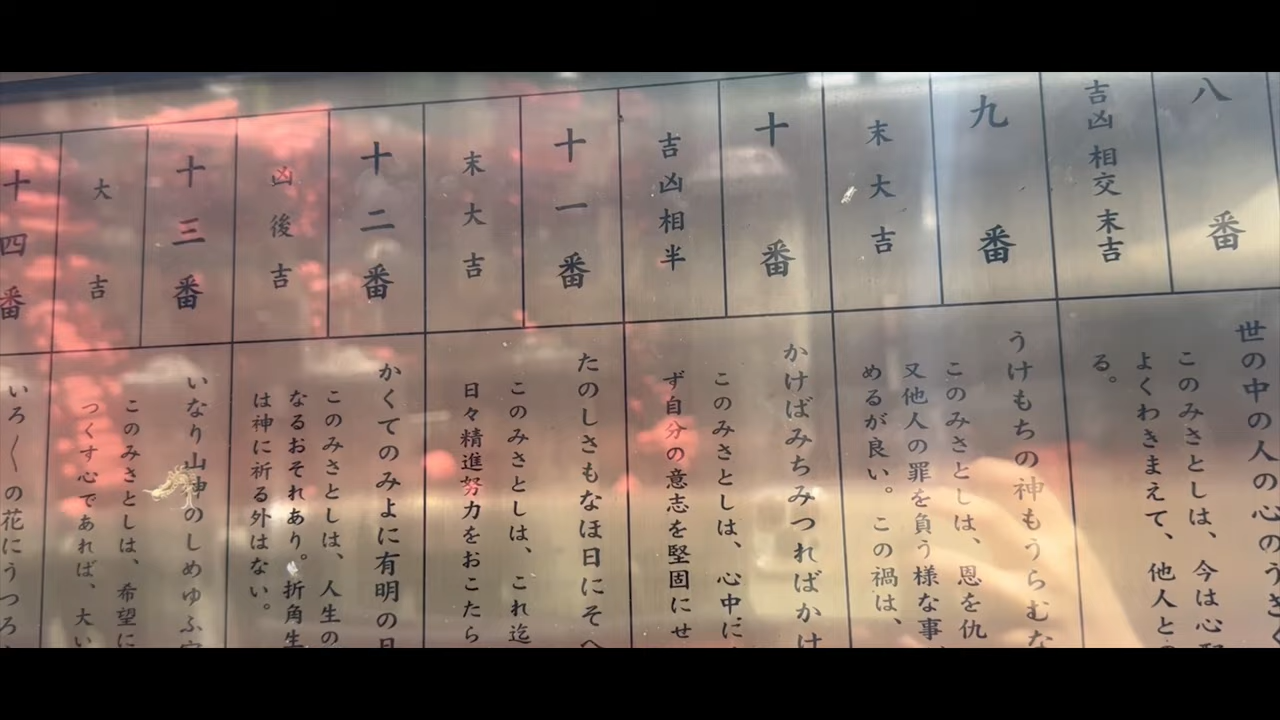 八番
吉凶相交末吉
世の中の人の心のうき
このみさとしは、今は心配
よくわきまえて、他人との
る。
九番
末大吉
うけもちの神もうらむな
このみさとしは、恩を仇
又他人の罪を負う様な事
めるが良い。この禍は、
十番
吉凶相半
かけばみちみつればかけ
このみさとしは、心中に
ず自分の意志を堅固にせ
十一番
末大吉
たのしさもなほ日にそへ
このみさとしは、これ迄
日々精進努力をおこたら
十二番
凶後吉
かくてのみよに有明の日
このみさとしは、人生の
なるおそれあり。折角生
は神に祈る外はない。
十三番
大吉
いなり山神のしめゆふ
このみさとしは、希望に
つくす心であれば、大い
十四番
いろ〱の花にうつろ